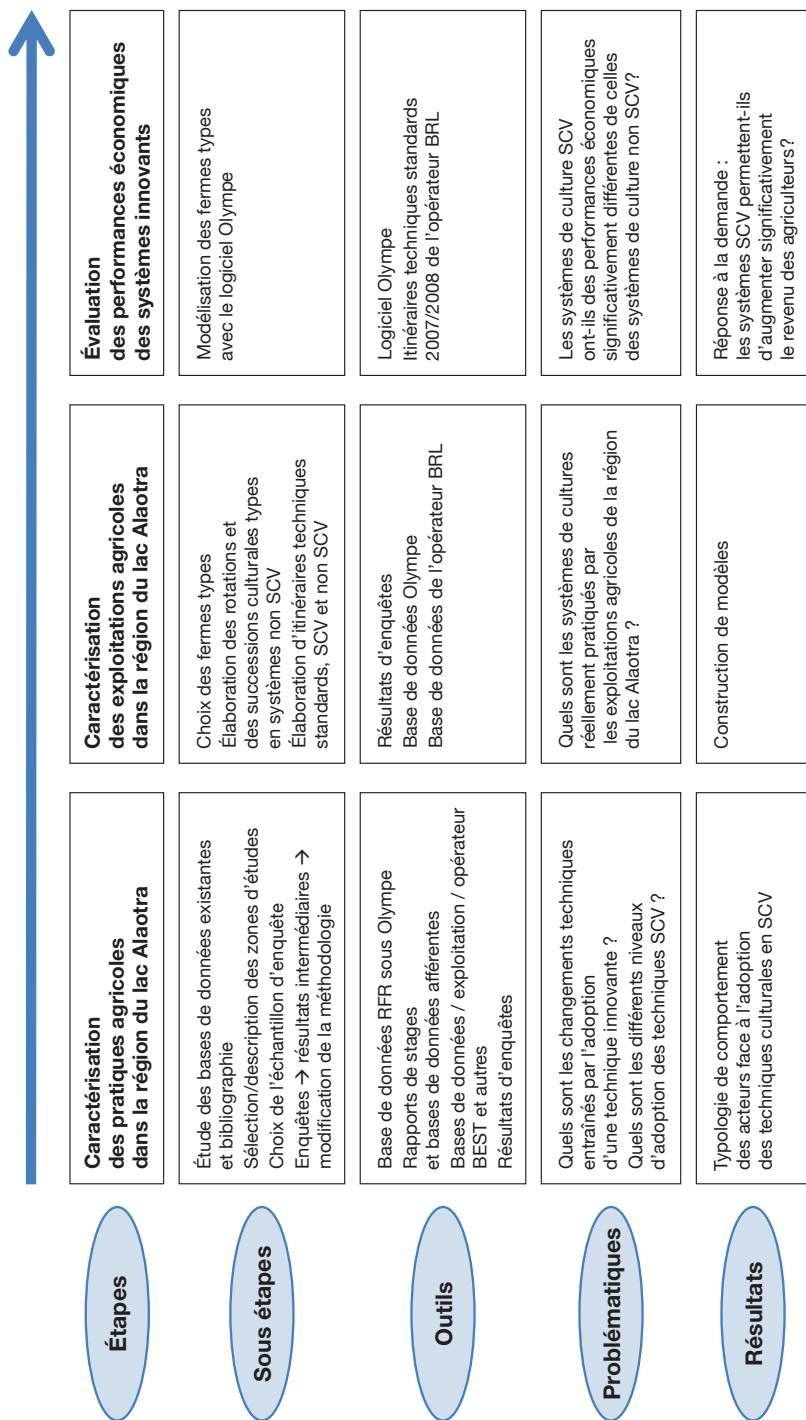 Étapes
Caractérisation
des pratiques agricoles
dans la région du lac Alaotra
Caractérisation
des exploitations agricoles
dans la région du lac Alaotra
Évaluation
des performances économiques
des systèmes innovants
Sous étapes
Étude des bases de données existantes
et bibliographie
Sélection/description des zones d'études
Choix de l'échantillon d'enquête
Enquêtes → résultats intermédiaires →
modification de la méthodologie
Choix des fermes types
Élaboration des rotations et
des successions culturales types
en systèmes non SCV
Élaboration d'itinéraires techniques
standards, SCV et non SCV
Modélisation des fermes types
avec le logiciel Olympe
Outils
Base de données RFR sous Olympe
Rapports de stages
et bases de données afférentes
Bases de données / exploitation / opérateur
BEST et autres
Résultats d'enquêtes
Résultats d'enquêtes
Base de données Olympe
Base de données de l'opérateur BRL
Logiciel Olympe
Itinéraires techniques standards
2007/2008 de l'opérateur BRL
Problématiques
Quels sont les changements techniques
entraînés par l'adoption
d'une technique innovante ?
Quels sont les différents niveaux
d'adoption des techniques SCV ?
Quels sont les systèmes de cultures
réellement pratiqués par
les exploitations agricoles de la région
du lac Alaotra ?
Les systèmes de culture SCV
ont-ils des performances économiques
significativement différentes de celles
des systèmes de culture non SCV?
Résultats
Typologie de comportement
des acteurs face à l'adoption
des techniques culturales en SCV
Construction de modèles
Réponse à la demande :
les systèmes SCV permettent-ils
d'augmenter significativement
le revenu des agriculteurs?